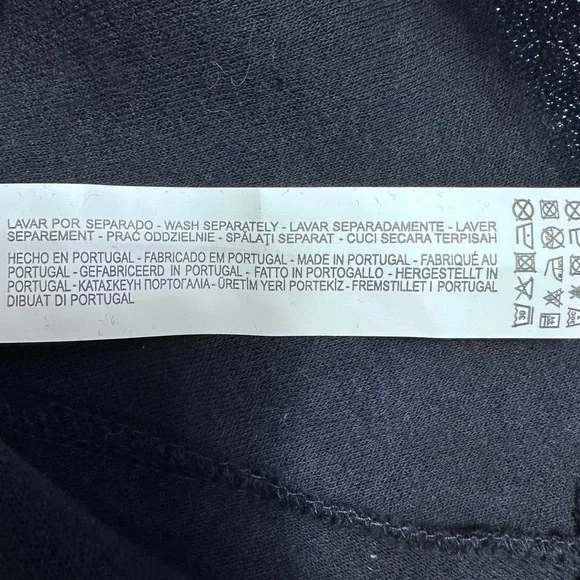 LAVAR POR SEPARADO - WASH SEPARATELY - LAVAR SEPARADAMENTE - LAVER
SEPAREMENT - PRAĆ ODDZIELNIE - SPĂLAȚI SEPARAT - CUCI SECARA TERPISAH
HECHO EN PORTUGAL - FABRICADO EM PORTUGAL - MADE IN PORTUGAL - FABRIQUÉ AU
PORTUGAL - GEFABRICEERD IN PORTUGAL - FATTO IN PORTOGALLO - HERGESTELLT IN
PORTUGAL - ΚΑΤΑΣΚΕΥΗ ΠΟΡΤΟΓΑΛΙΑ - ÜRETİM YERİ PORTEKİZ - FREMSTILLET I PORTUGAL
DIBUAT DI PORTUGAL
30